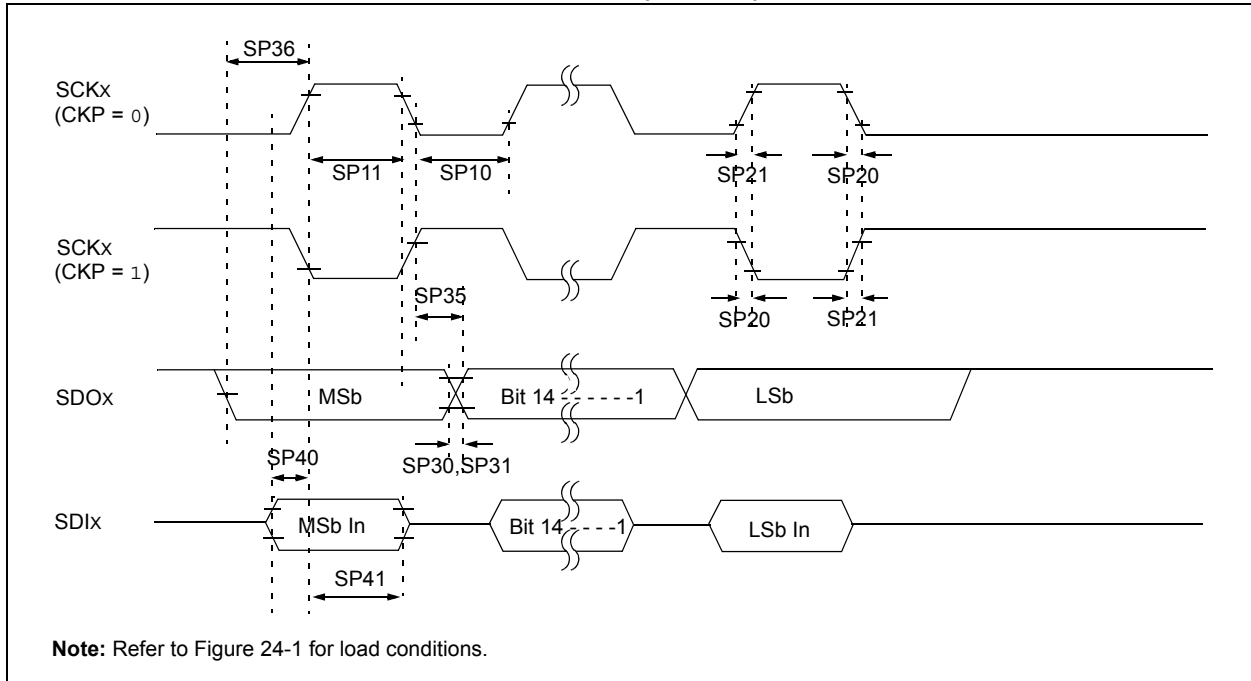 SP36
SCKx
(CKP = 0)
SP11
SP10
SP21
SP20
SCKx
(CKP = 1)
SP35
SP20
SP21
SDOx
MSb
Bit 14 - - - - - -1
LSb
SP40
SP30,SP31
SDIx
MSb In
Bit 14 - - - -1
LSb In
SP41
Note: Refer to Figure 24-1 for load conditions.